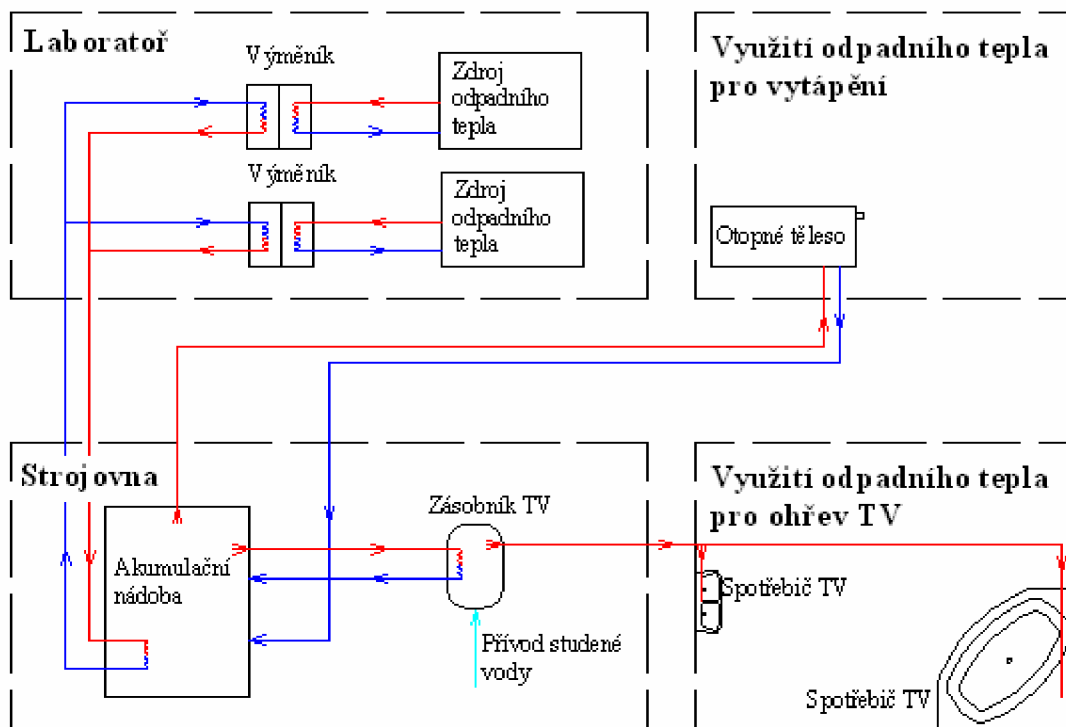 Laboratoř
Výměník
Zdroj
odpadního
tepla
Výměník
Zdroj
odpadního
tepla
Využití odpadního tepla
pro vytápění
Otopné těleso
Strojovna
Akumulační
nádoba
Zásobník TV
Přívod studené
vody
Využití odpadního tepla
pro ohřev TV
Spotřebič TV
Spotřebič TV